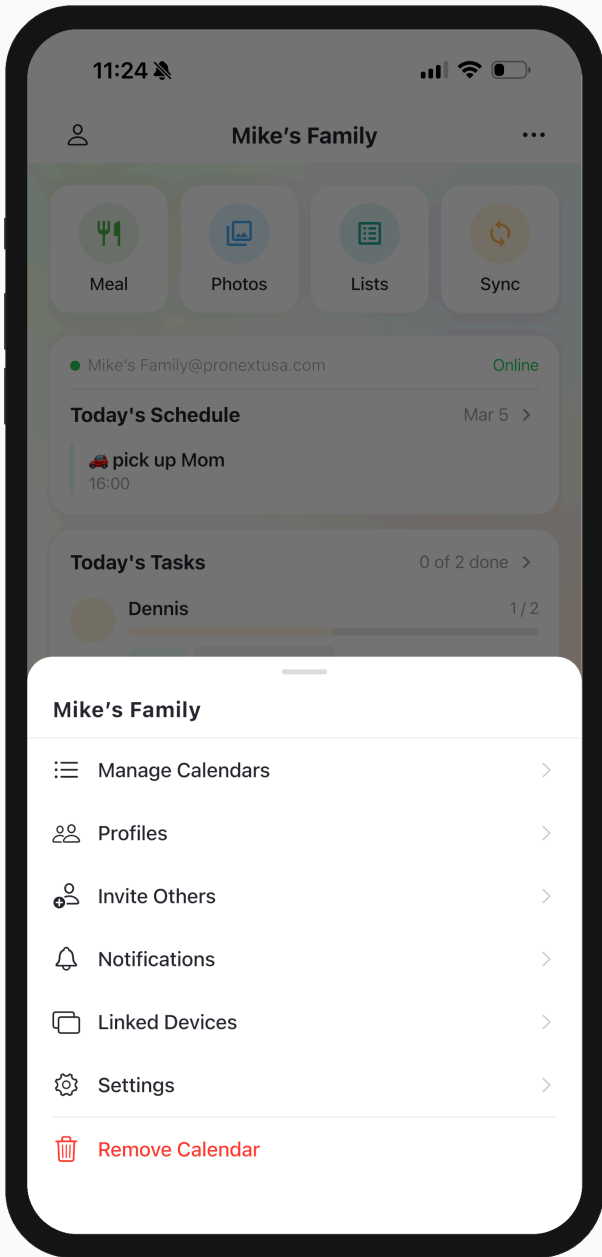 11:24
Mike’s Family
Meal Photos Lists Sync
Mike’s Family@pronextusa.com Online
Today's Schedule Mar 5
pick up Mom
16:00
Today's Tasks 0 of 2 done
Dennis 1 / 2
Mike’s Family
Manage Calendars
Profiles
Invite Others
Notifications
Linked Devices
Settings
Remove Calendar